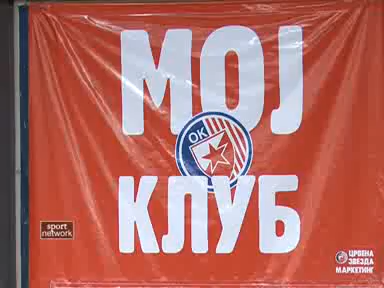 МОЈ
ОК
КЛУБ
sport
network
ЦРВЕНА
ЗВЕЗДА
МАРКЕТИНГ